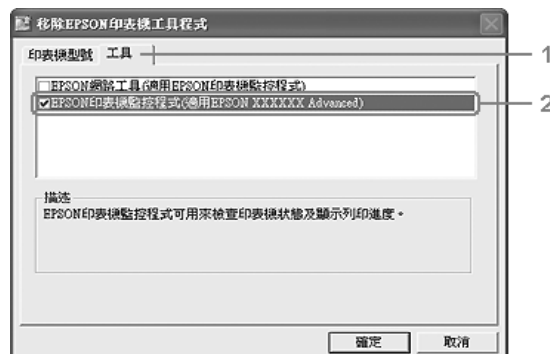 移除EPSON印表機工具程式
印表機型號 工具
1
EPSON網路工具(適用EPSON印表機監控程式)
EPSON印表機監控程式(適用EPSON XXXXXX Advanced)
2
描述
EPSON印表機監控程式可用來檢查印表機狀態及顯示列印進度。
確定 取消